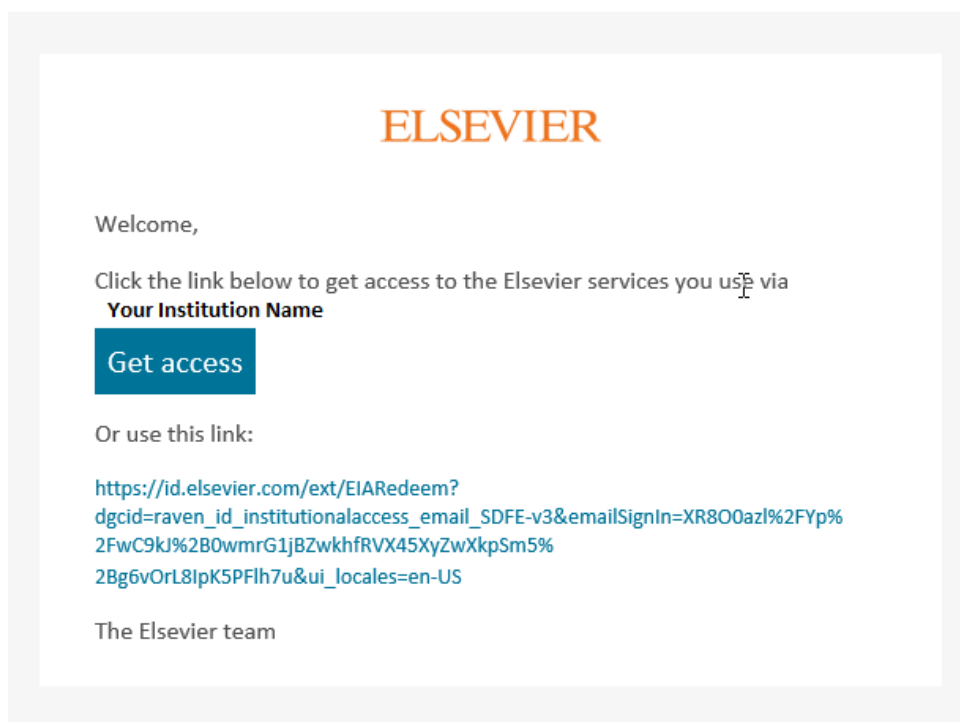 ELSEVIER
Welcome,
Click the link below to get access to the Elsevier services you use via
Your Institution Name
Get access
Or use this link:
https://id.elsevier.com/ext/EIARedeem?
dgcid=raven_id_institutionalaccess_email_SDFE-v3&emailSignIn=XR8O0azl%2FYp%
2FwC9kJ%2B0wmrG1jBZwkhfRVX45XyZwXkpSm5%
2Bg6vOrL8IpK5PFlh7u&ui_locales=en-US
The Elsevier team